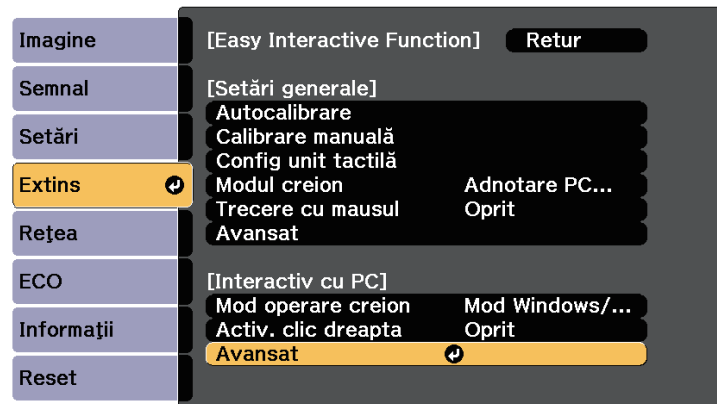 Imagine
Semnal
Setări
Extins
Reţea
ECO
Informaţii
Reset
[Easy Interactive Function] Retur
[Setări generale]
Autocalibrare
Calibrare manuală
Config unit tactilă
Modul creion Adnotare PC...
Trecere cu mausul Oprit
Avansat
[Interactiv cu PC]
Mod operare creion Mod Windows/...
Activ. clic dreapta Oprit
Avansat